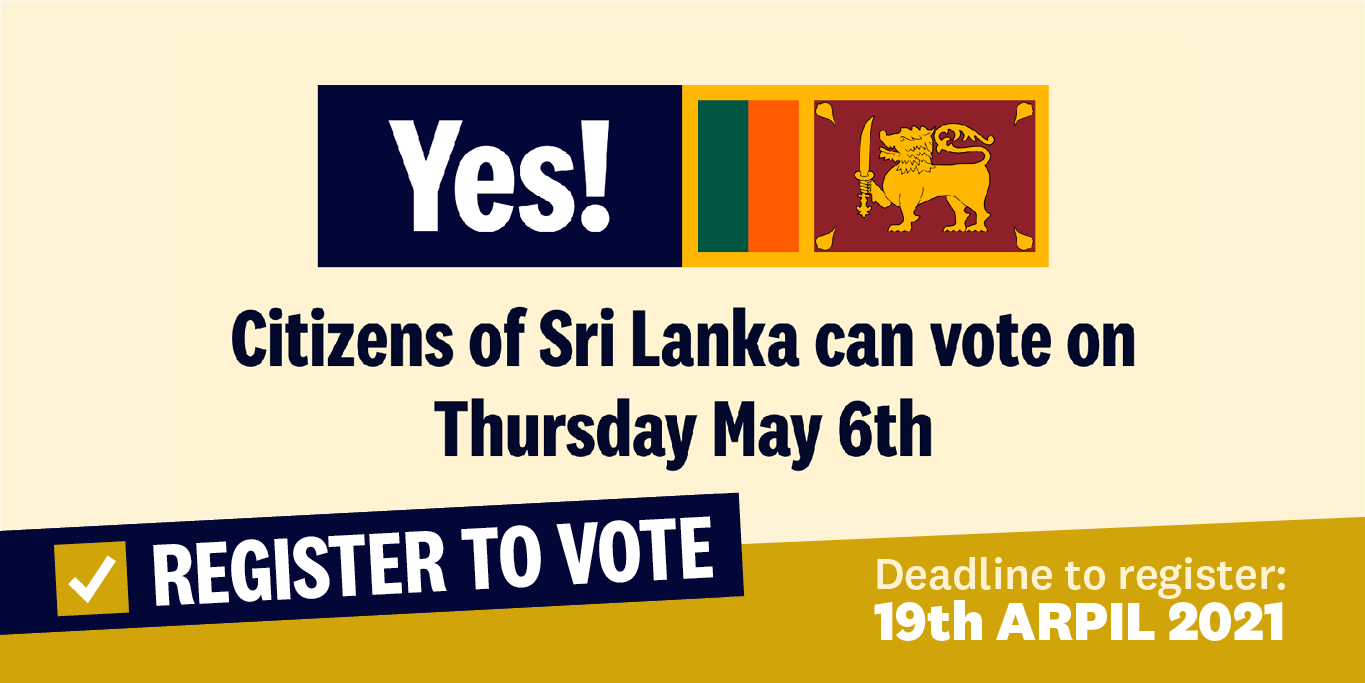 Yes!
Citizens of Sri Lanka can vote on
Thursday May 6th
REGISTER TO VOTE
Deadline to register:
19th ARPIL 2021